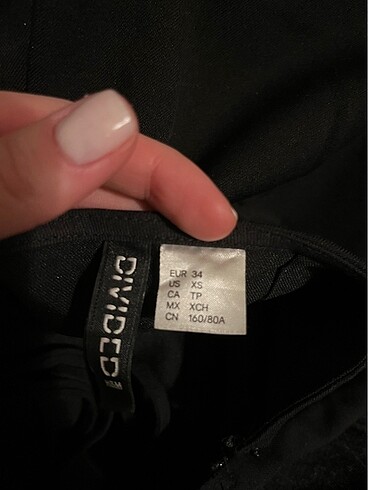 DIVIDED
H&M
EUR 34
US XS
CA TP
MX XCH
CN 160/80A